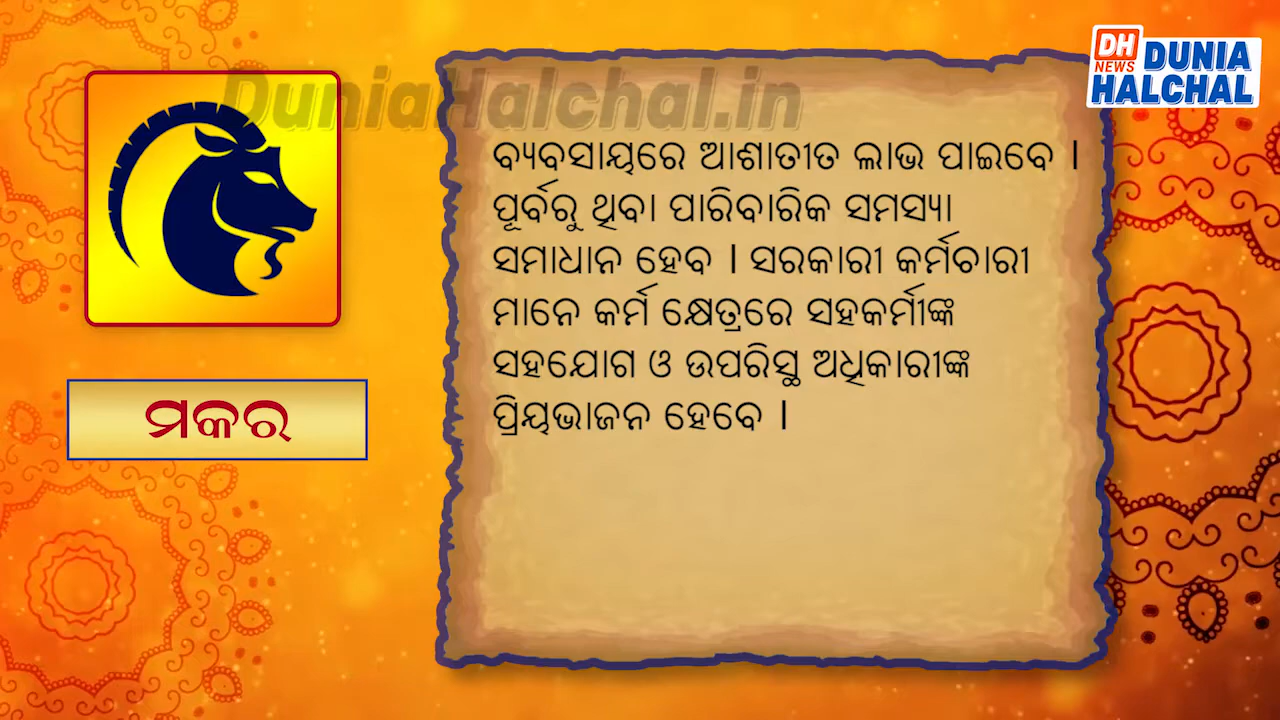 DH
NEWS
DUNIA
HALCHAL
DuniaHalchal.in
ବ୍ୟବସାୟରେ ଆଶାତୀତ ଲାଭ ପାଇବେ ।
ପୂର୍ବରୁ ଥିବା ପାରିବାରିକ ସମସ୍ୟା
ସମାଧାନ ହେବ । ସରକାରୀ କର୍ମଚାରୀ
ମାନେ କର୍ମ କ୍ଷେତ୍ରରେ ସହକର୍ମୀଙ୍କ
ସହଯୋଗ ଓ ଉପରିସ୍ଥ ଅଧିକାରୀଙ୍କ
ପ୍ରିୟଭାଜନ ହେବେ ।
ମକର